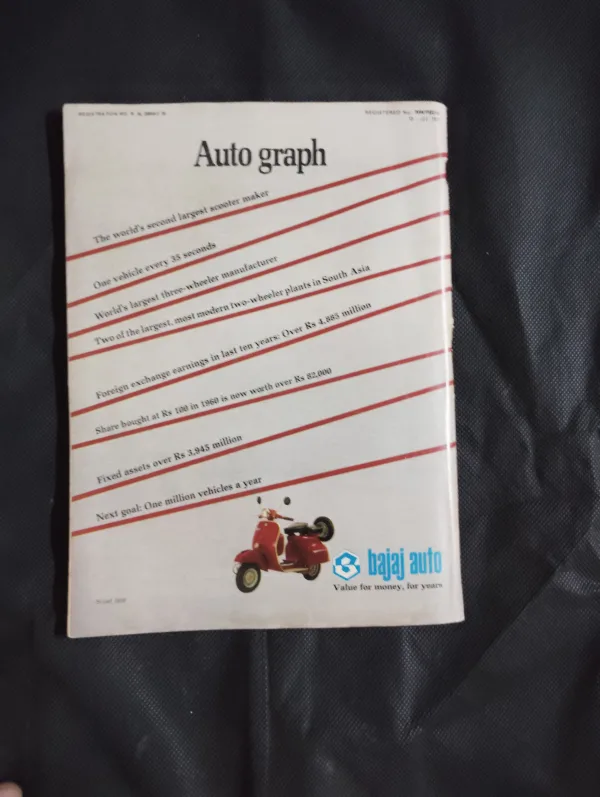 Auto graph
The world's second largest scooter maker
One vehicle every 35 seconds
World's largest three-wheeler manufacturer
Two of the largest, most modern two-wheeler plants in South Asia
Foreign exchange earnings in last ten years: Over Rs 4,885 million
Share bought at Rs 100 in 1960 is now worth over Rs 82,000
Fixed assets over Rs 3,945 million
Next goal: One million vehicles a year
bajaj auto
Value for money, for years